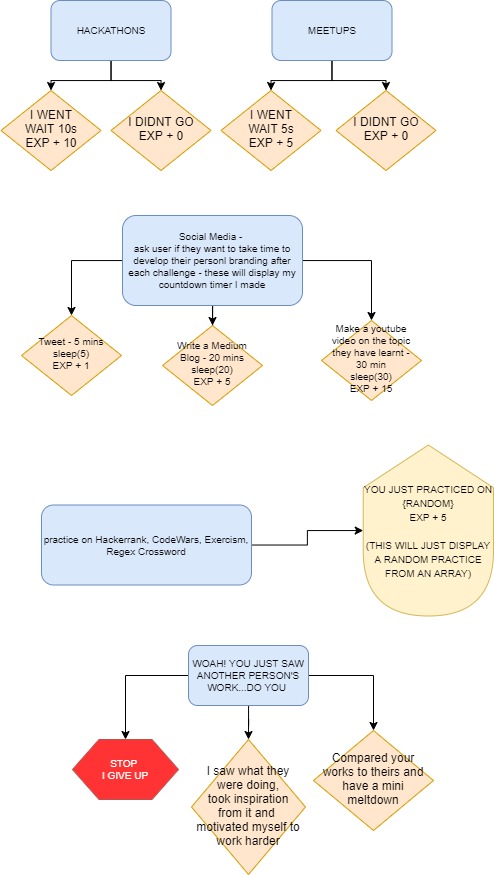 HACKATHONS
MEETUPS
I WENT
WAIT 10s
EXP + 10
I DIDNT GO
EXP + 0
I WENT
WAIT 5s
EXP + 5
I DIDNT GO
EXP + 0
Social Media -
ask user if they want to take time to
develop their personl branding after
each challenge - these will display my
countdown timer I made
Tweet - 5 mins
sleep(5)
EXP + 1
Write a Medium
Blog - 20 mins
sleep(20)
EXP + 5
Make a youtube
video on the topic
they have learnt -
30 min
sleep(30)
EXP + 15
practice on Hackerrank, CodeWars, Exercism,
Regex Crossword
YOU JUST PRACTICED ON
{RANDOM}
EXP + 5
(THIS WILL JUST DISPLAY
A RANDOM PRACTICE
FROM AN ARRAY)
WOAH! YOU JUST SAW
ANOTHER PERSON'S
WORK...DO YOU
STOP
I GIVE UP
I saw what they
were doing,
took inspiration
from it and
motivated myself to
work harder
Compared your
works to theirs and
have a mini
meltdown